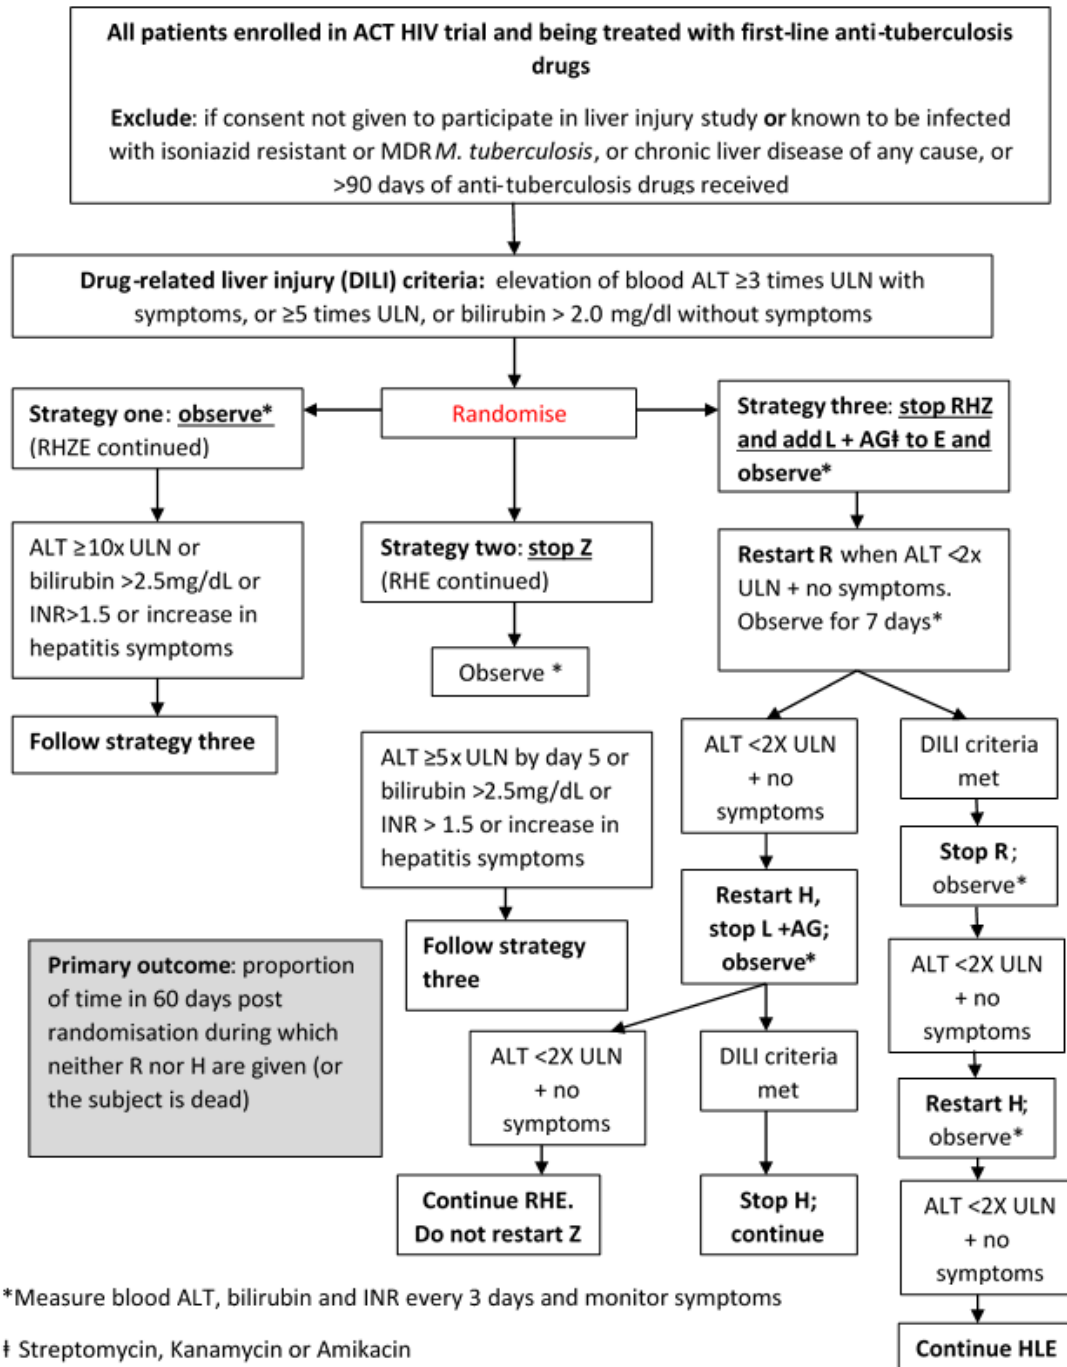 All patients enrolled in ACT HIV trial and being treated with first-line anti-tuberculosis
drugs
Exclude: if consent not given to participate in liver injury study or known to be infected
with isoniazid resistant or MDR M. tuberculosis, or chronic liver disease of any cause, or
>90 days of anti-tuberculosis drugs received
Drug-related liver injury (DILI) criteria: elevation of blood ALT ≥3 times ULN with
symptoms, or ≥5 times ULN, or bilirubin > 2.0 mg/dl without symptoms
Strategy one: observe*
(RHZE continued)
Randomise
Strategy three: stop RHZ
and add L + AGǂ to E and
observe*
ALT ≥10x ULN or
bilirubin >2.5mg/dL or
INR>1.5 or increase in
hepatitis symptoms
Follow strategy three
Strategy two: stop Z
(RHE continued)
Observe *
ALT ≥5x ULN by day 5 or
bilirubin >2.5mg/dL or
INR > 1.5 or increase in
hepatitis symptoms
Follow strategy
three
Restart R when ALT <2x
ULN + no symptoms.
Observe for 7 days*
ALT <2X ULN
+ no
symptoms
DILI criteria
met
Restart H,
stop L +AG;
observe*
Stop R;
observe*
ALT <2X ULN
+ no
symptoms
DILI criteria
met
ALT <2X ULN
+ no
symptoms
Continue RHE.
Do not restart Z
Stop H;
continue
Restart H;
observe*
ALT <2X ULN
+ no
symptoms
Continue HLE
Primary outcome: proportion
of time in 60 days post
randomisation during which
neither R nor H are given (or
the subject is dead)
*Measure blood ALT, bilirubin and INR every 3 days and monitor symptoms
ǂ Streptomycin, Kanamycin or Amikacin